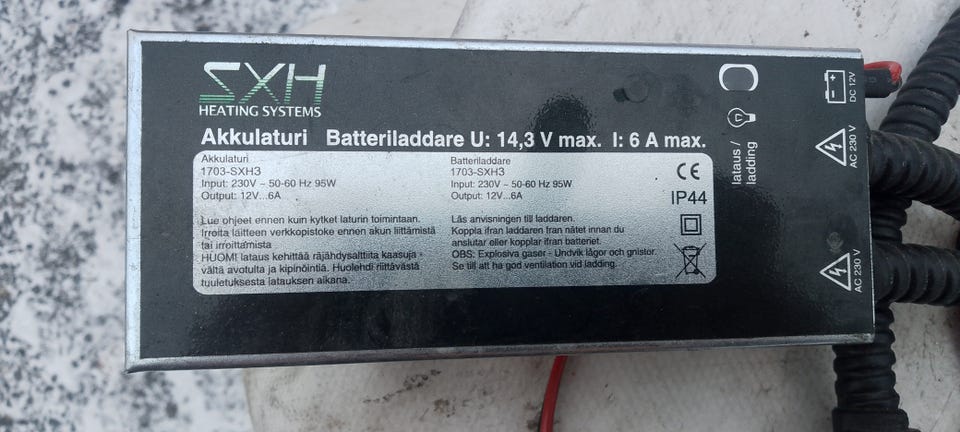 SXH
HEATING SYSTEMS
Akkulaturi Batteriladdare U: 14,3 V max. I: 6 A max.
Akkulaturi
1703-SXH3
Input: 230V ~ 50-60 Hz 95W
Output: 12V...6A
Lue ohjeet ennen kuin kytket laturin toimintaan.
Irroita laitteen verkkopistoke ennen akun liittämistä
tai irroittamista
HUOM! lataus kehittää räjähdysalttiita kaasuja -
vältä avotulta ja kipinöintiä. Huolehdi riittävästä
tuuletuksesta latauksen aikana.
Batteriladdare
1703-SXH3
Input: 230V ~ 50-60 Hz 95W
Output: 12V...6A
Läs anvisningen till laddaren.
Koppla ifran laddaren fran nätet innan du
anslutar eller kopplar ifran batteriet.
OBS: Explosiva gaser - Undvik lågor och gnistor.
Se till att ha god ventilation vid laddning.
CE
IP44
lataus /
ladding
DC 12V
AC 230 V
AC 230 V